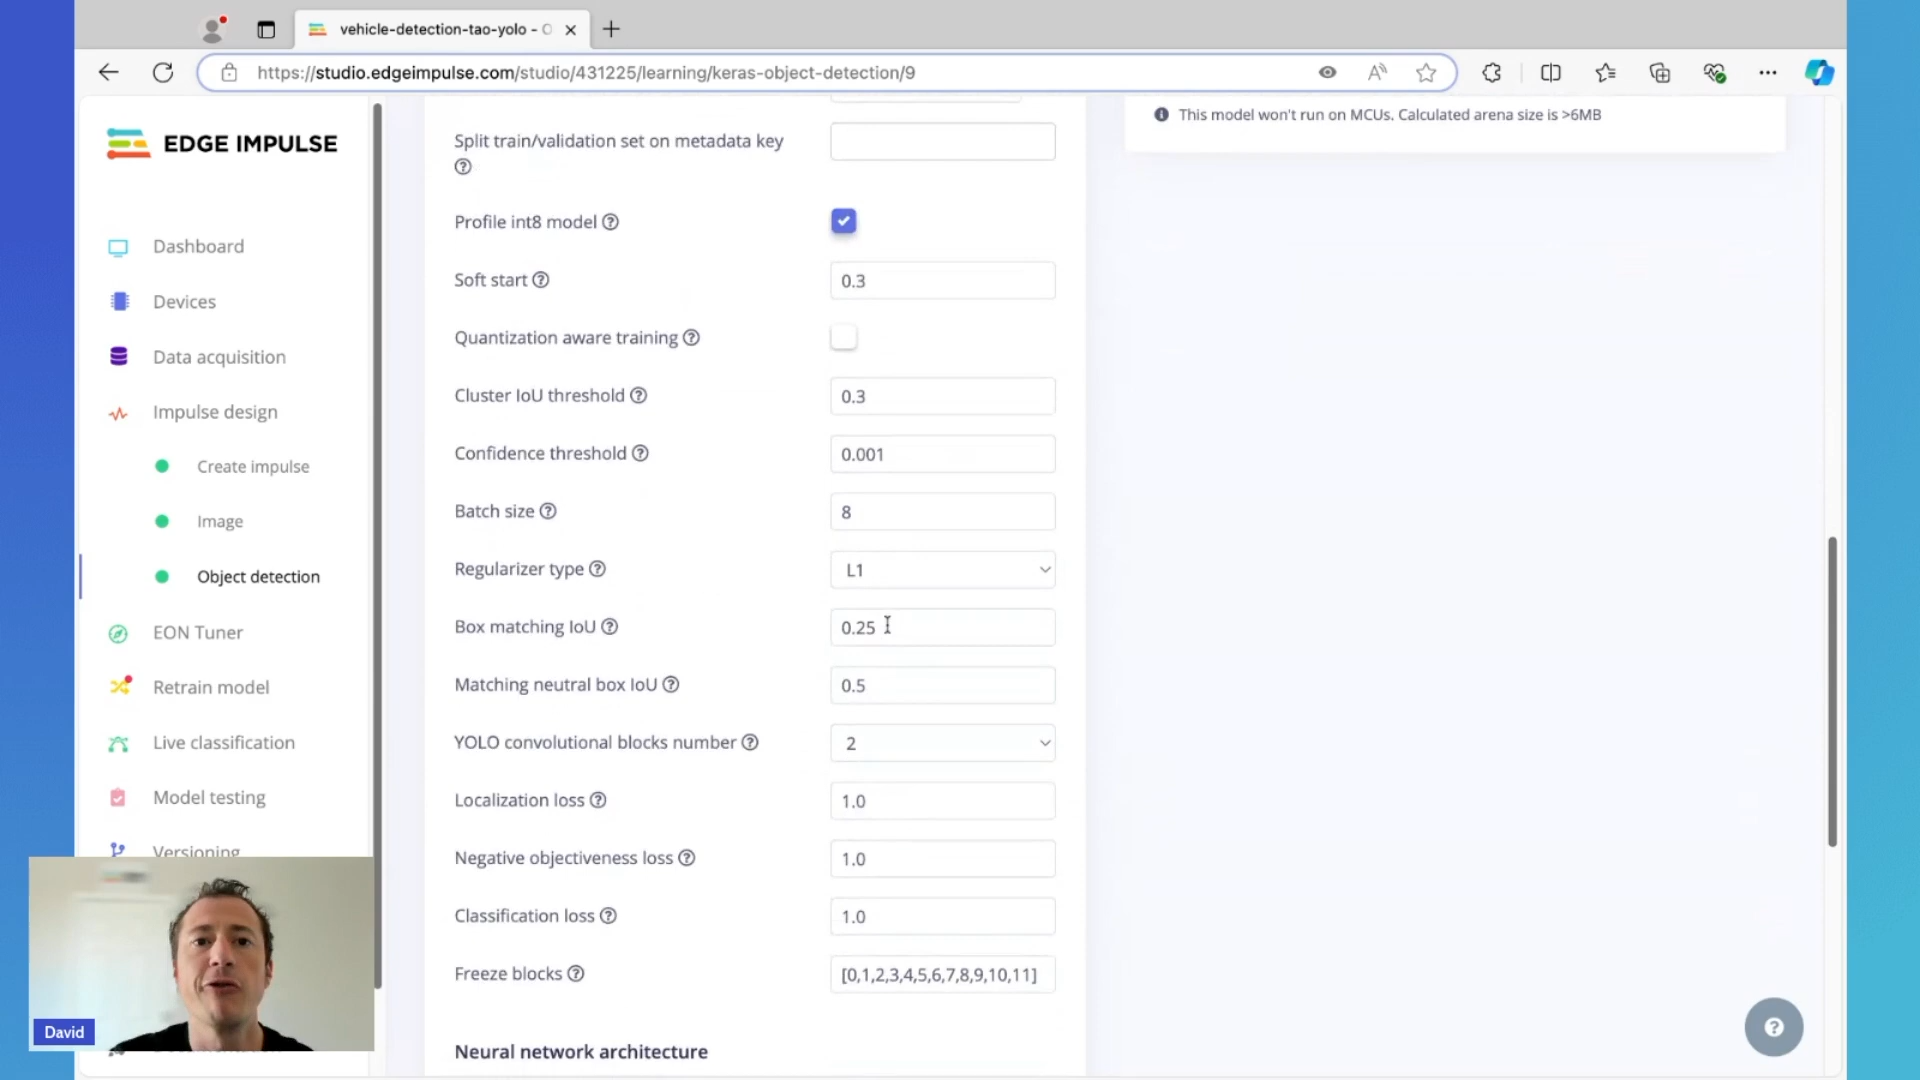 vehicle-detection-tao-yolo - O
https://studio.edgeimpulse.com/studio/431225/learning/keras-object-detection/9
EDGE IMPULSE
Dashboard
Devices
Data acquisition
Impulse design
Create impulse
Image
Object detection
EON Tuner
Retrain model
Live classification
Model testing
Versioning
David
Split train/validation set on metadata key
Profile int8 model
Soft start
0.3
Quantization aware training
Cluster IoU threshold
0.3
Confidence threshold
0.001
Batch size
8
Regularizer type
L1
Box matching IoU
0.25
Matching neutral box IoU
0.5
YOLO convolutional blocks number
2
Localization loss
1.0
Negative objectiveness loss
1.0
Classification loss
1.0
Freeze blocks
[0,1,2,3,4,5,6,7,8,9,10,11]
Neural network architecture
This model won't run on MCUs. Calculated arena size is >6MB